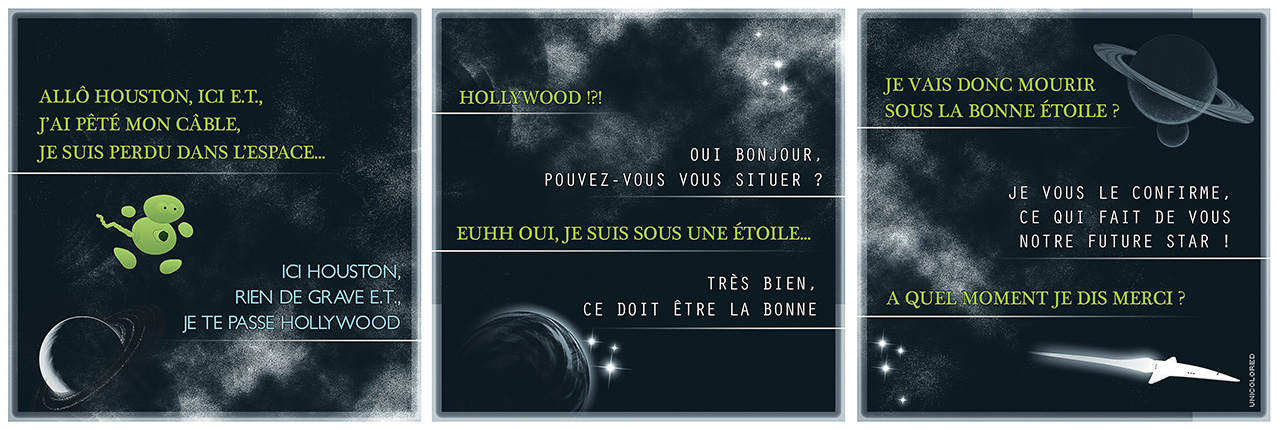 ALLÔ HOUSTON, ICI E.T.,
J'AI PÊTÉ MON CÂBLE,
JE SUIS PERDU DANS L'ESPACE...
ICI HOUSTON,
RIEN DE GRAVE E.T.,
JE TE PASSE HOLLYWOOD
HOLLYWOOD !?!
OUI BONJOUR,
POUVEZ-VOUS VOUS SITUER ?
EUHH OUI, JE SUIS SOUS UNE ÉTOILE...
TRÈS BIEN,
CE DOIT ÊTRE LA BONNE
JE VAIS DONC MOURIR
SOUS LA BONNE ÉTOILE ?
JE VOUS LE CONFIRME,
CE QUI FAIT DE VOUS
NOTRE FUTURE STAR !
A QUEL MOMENT JE DIS MERCI ?
UNICOLORED